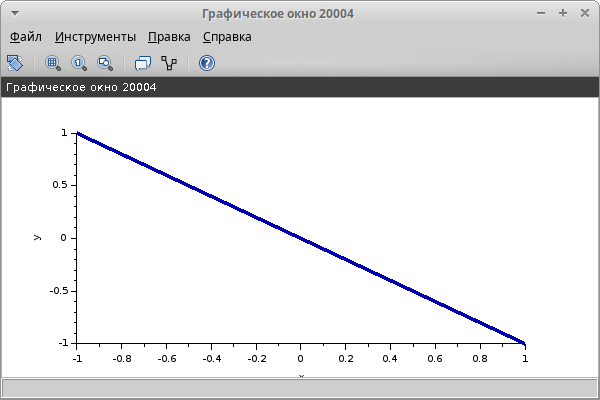 Графическое окно 20004
Файл Инструменты Правка Справка
Графическое окно 20004
1
0.5
y
0
-0.5
-1
-1 -0.8 -0.6 -0.4 -0.2 0 0.2 0.4 0.6 0.8 1